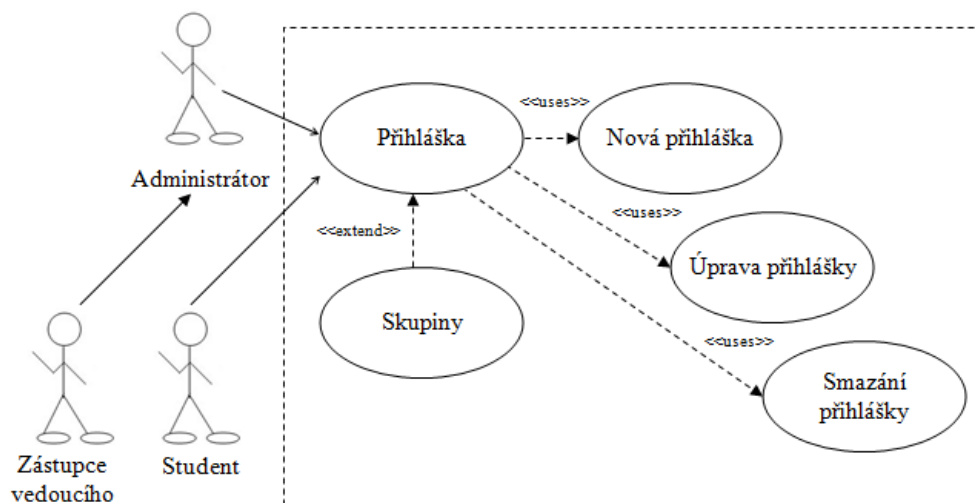 <<uses>>
Přihláška
Nová přihláška
Administrátor
<<extend>>
<<uses>>
Úprava přihlášky
Skupiny
<<uses>>
Smazání
přihlášky
Zástupce
vedoucího
Student